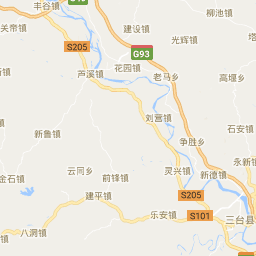 丰谷镇
柳池镇
关帝镇
建设镇
光辉镇
S205
G93
芦溪镇
花园镇
老马乡
高堰乡
刘营镇
新鲁镇
石安镇
争胜乡
永新镇
云同乡
前锋镇
灵兴镇
新德镇
金石镇
建平镇
S205
乐安镇
S101
三台县
八洞镇